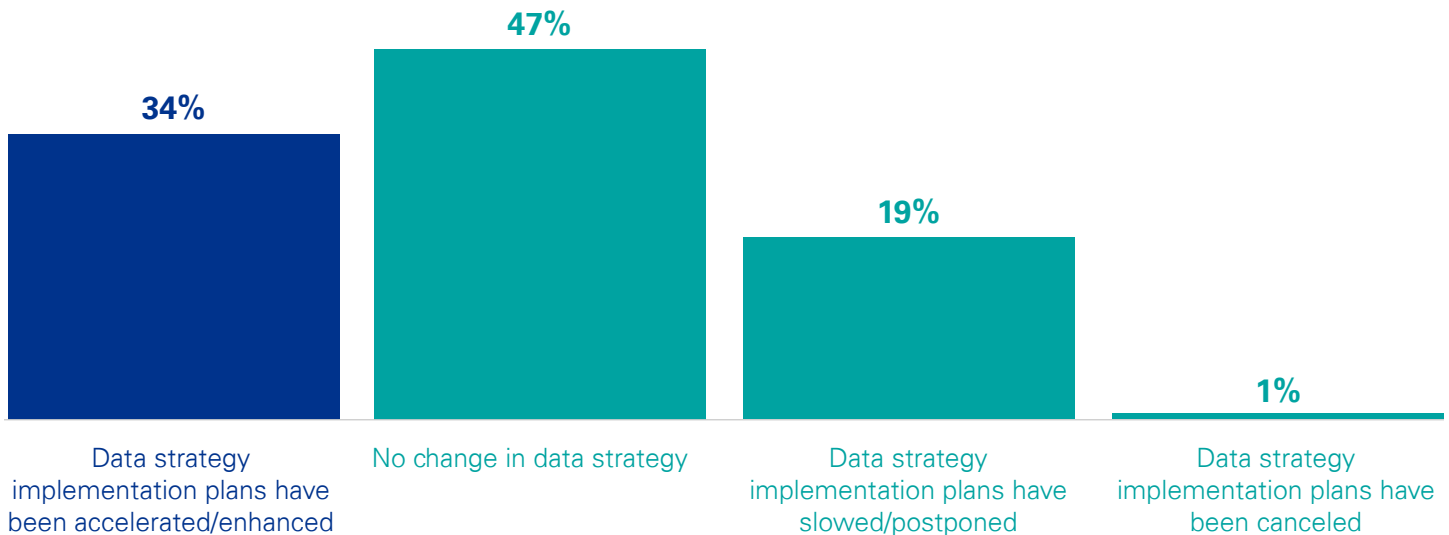 47%
34%
19%
1%
Data strategy
implementation plans have
been accelerated/enhanced
No change in data strategy
Data strategy
implementation plans have
slowed/postponed
Data strategy
implementation plans have
been canceled